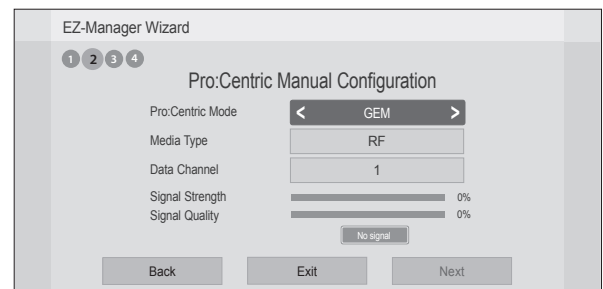 EZ-Manager Wizard
1 2 3 4
Pro:Centric Manual Configuration
Pro:Centric Mode < GEM >
Media Type RF
Data Channel 1
Signal Strength 0%
Signal Quality 0%
No signal
Back Exit Next